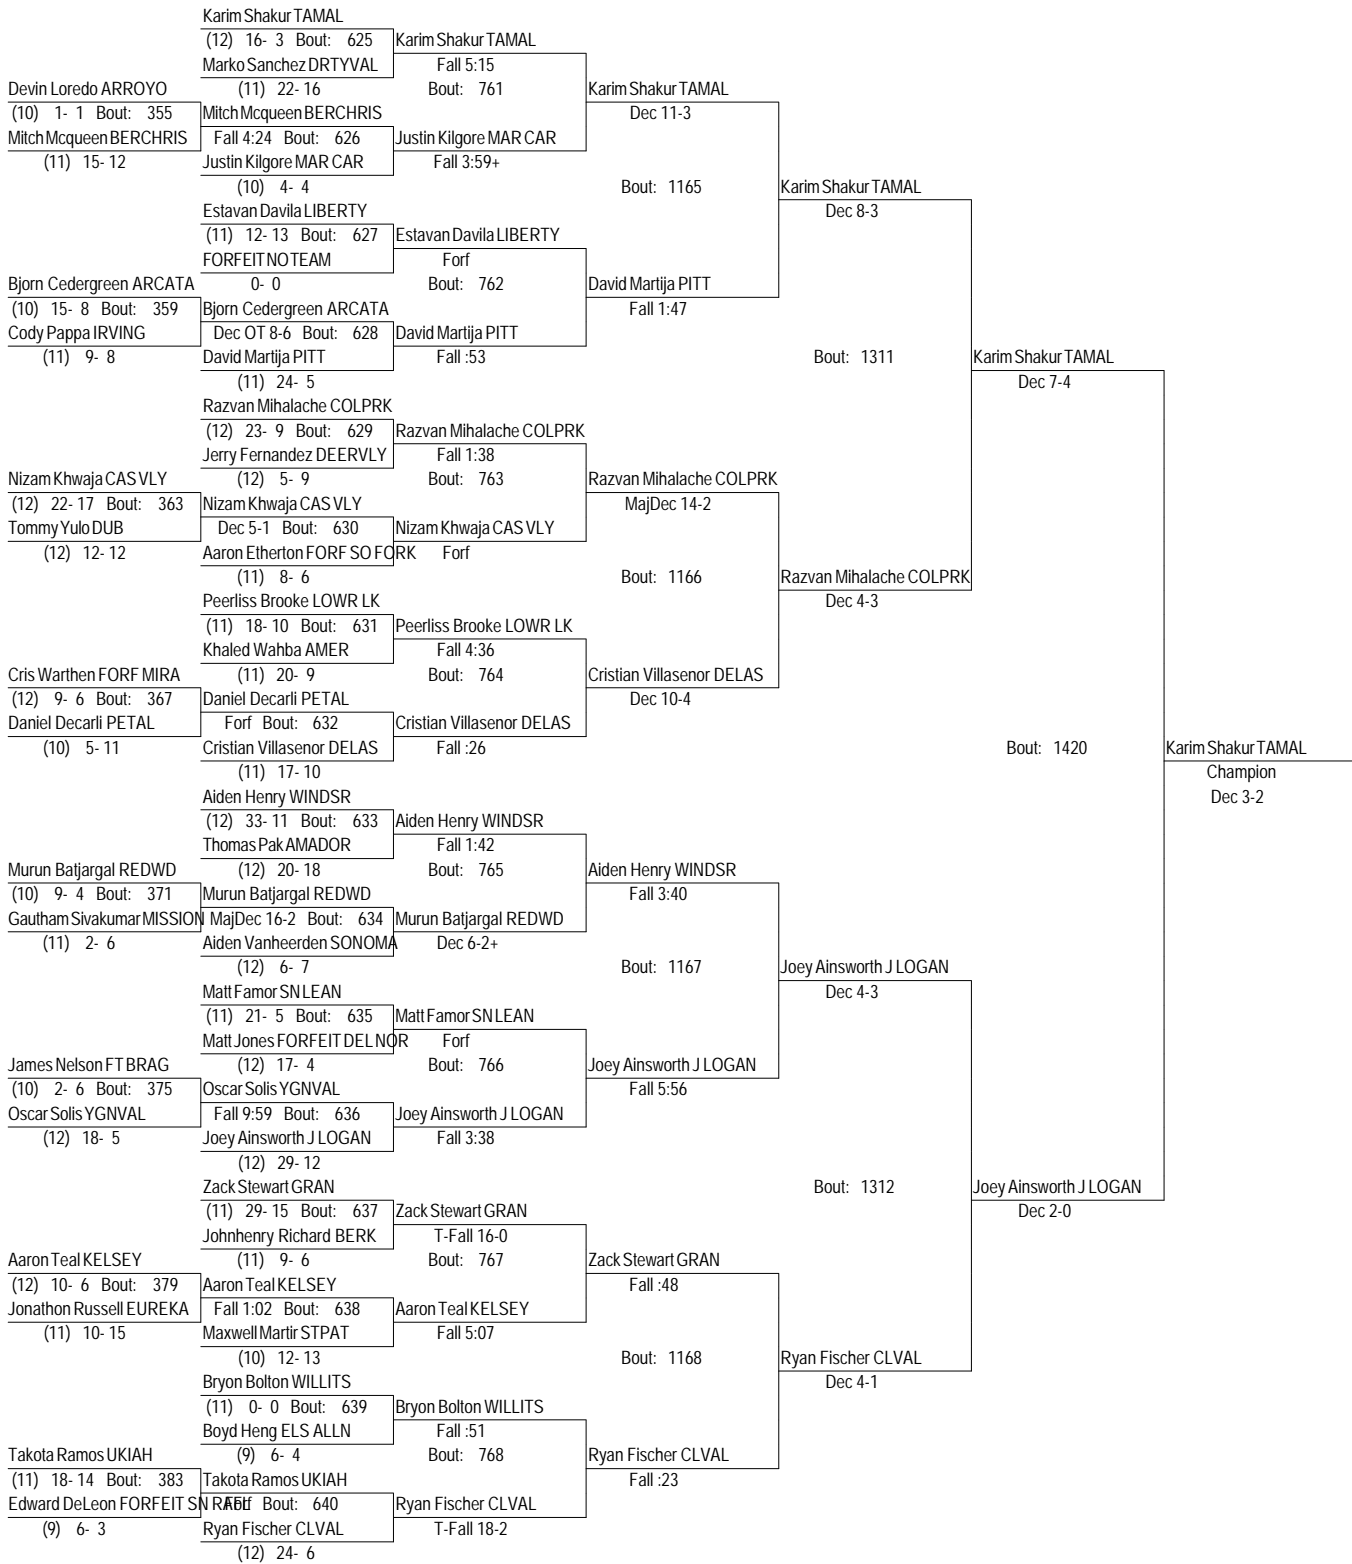 Karim Shakur TAMAL
(12) 16- 3 Bout: 625 Karim Shakur TAMAL
Marko Sanchez DRTYVAL Fall 5:15
(11) 22- 16 Bout: 761
Devin Loredo ARROYO Karim Shakur TAMAL
(10) 1- 1 Bout: 355 Mitch Mcqueen BERCHRIS Dec 11-3
Mitch Mcqueen BERCHRIS Fall 4:24 Bout: 626 Justin Kilgore MAR CAR
(11) 15- 12 Justin Kilgore MAR CAR Fall 3:59+
(10) 4- 4 Bout: 1165 Karim Shakur TAMAL
Estavan Davila LIBERTY Dec 8-3
(11) 12- 13 Bout: 627 Estavan Davila LIBERTY
FORFEIT NO TEAM Forf
Bjorn Cedergreen ARCATA 0- 0 Bout: 762 David Martija PITT
(10) 15- 8 Bout: 359 Bjorn Cedergreen ARCATA Fall 1:47
Cody Pappa IRVING Dec OT 8-6 Bout: 628 David Martija PITT
(11) 9- 8 David Martija PITT Fall :53 Bout: 1311 Karim Shakur TAMAL
(11) 24- 5 Dec 7-4
Razvan Mihalache COLPRK
(12) 23- 9 Bout: 629 Razvan Mihalache COLPRK
Jerry Fernandez DEERVLY Fall 1:38
Nizam Khwaja CAS VLY (12) 5- 9 Bout: 763 Razvan Mihalache COLPRK
(12) 22- 17 Bout: 363 Nizam Khwaja CAS VLY MajDec 14-2
Tommy Yulo DUB Dec 5-1 Bout: 630 Nizam Khwaja CAS VLY
(12) 12- 12 Aaron Etherton FORF SO FORK Forf
(11) 8- 6 Bout: 1166 Razvan Mihalache COLPRK
Peerliss Brooke LOWR LK Dec 4-3
(11) 18- 10 Bout: 631 Peerliss Brooke LOWR LK
Khaled Wahba AMER Fall 4:36
Cris Warthen FORF MIRA (11) 20- 9 Bout: 764 Cristian Villasenor DELAS
(12) 9- 6 Bout: 367 Daniel Decarli PETAL Dec 10-4
Daniel Decarli PETAL Forf Bout: 632 Cristian Villasenor DELAS
(10) 5- 11 Cristian Villasenor DELAS Fall :26 Bout: 1420 Karim Shakur TAMAL
(11) 17- 10 Champion
Aiden Henry WINDSR Dec 3-2
(12) 33- 11 Bout: 633 Aiden Henry WINDSR
Thomas Pak AMADOR Fall 1:42
Murun Batjargal REDWD (12) 20- 18 Bout: 765 Aiden Henry WINDSR
(10) 9- 4 Bout: 371 Murun Batjargal REDWD Fall 3:40
Gautham Sivakumar MISSION MajDec 16-2 Bout: 634 Murun Batjargal REDWD
(11) 2- 6 Aiden Vanheerden SONOMA Dec 6-2+
(12) 6- 7 Bout: 1167 Joey Ainsworth J LOGAN
Matt Famor SN LEAN Dec 4-3
(11) 21- 5 Bout: 635 Matt Famor SN LEAN
Matt Jones FORFEIT DEL NOR Forf
James Nelson FT BRAG (12) 17- 4 Bout: 766 Joey Ainsworth J LOGAN
(10) 2- 6 Bout: 375 Oscar Solis YGNVAL Fall 5:56
Oscar Solis YGNVAL Fall 9:59 Bout: 636 Joey Ainsworth J LOGAN
(12) 18- 5 Joey Ainsworth J LOGAN Fall 3:38
(12) 29- 12
Zack Stewart GRAN Bout: 1312 Joey Ainsworth J LOGAN
(11) 29- 15 Bout: 637 Zack Stewart GRAN Dec 2-0
Johnhenry Richard BERK T-Fall 16-0
Aaron Teal KELSEY (11) 9- 6 Bout: 767 Zack Stewart GRAN
(12) 10- 6 Bout: 379 Aaron Teal KELSEY Fall :48
Jonathon Russell EUREKA Fall 1:02 Bout: 638 Aaron Teal KELSEY
(11) 10- 15 Maxwell Martir STPAT Fall 5:07
(10) 12- 13 Bout: 1168 Ryan Fischer CLVAL
Bryon Bolton WILLITS Dec 4-1
(11) 0- 0 Bout: 639 Bryon Bolton WILLITS
Boyd Heng ELS ALLN Fall :51
Takota Ramos UKIAH (9) 6- 4 Bout: 768 Ryan Fischer CLVAL
(11) 18- 14 Bout: 383 Takota Ramos UKIAH Fall :23
Edward DeLeon FORFEIT SN RAFL Forf Bout: 640 Ryan Fischer CLVAL
(9) 6- 3 Ryan Fischer CLVAL T-Fall 18-2
(12) 24- 6